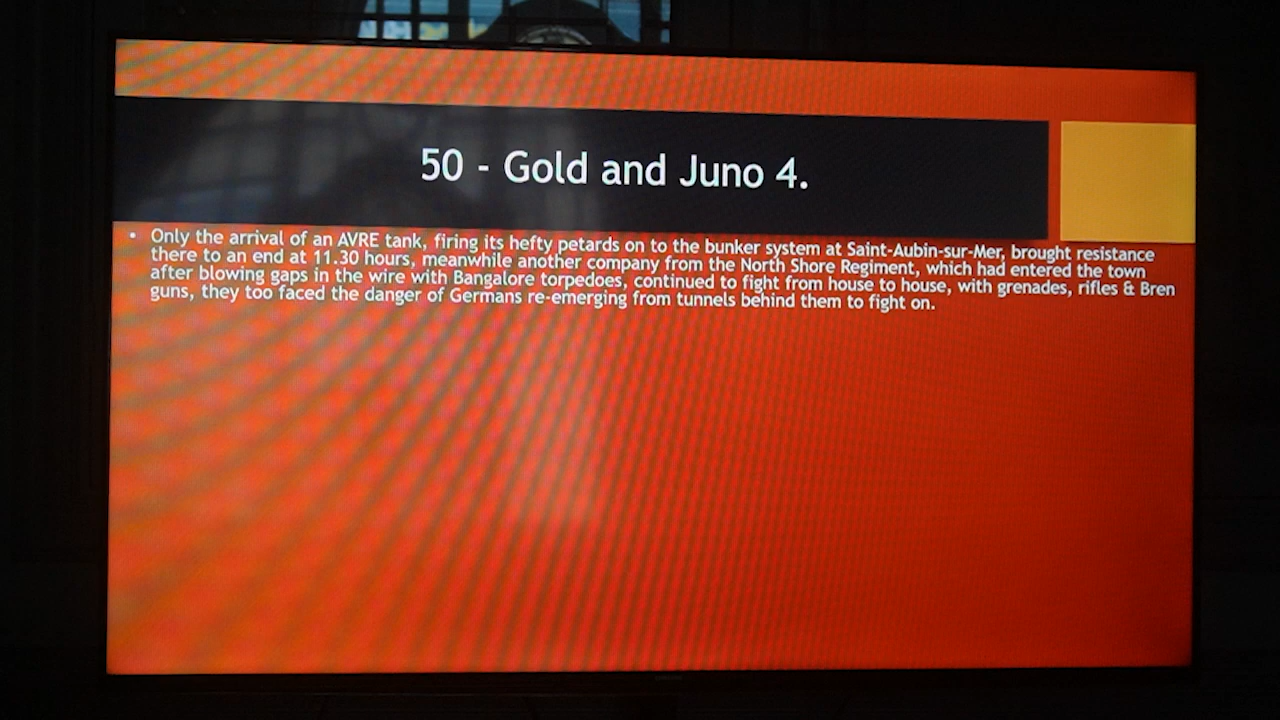 50 - Gold and Juno 4.
• Only the arrival of an AVRE tank, firing its hefty petards on to the bunker system at Saint-Aubin-sur-Mer, brought resistance
there to an end at 11.30 hours, meanwhile another company from the North Shore Regiment, which had entered the town
after blowing gaps in the wire with Bangalore torpedoes, continued to fight from house to house, with grenades, rifles & Bren
guns, they too faced the danger of Germans re-emerging from tunnels behind them to fight on.